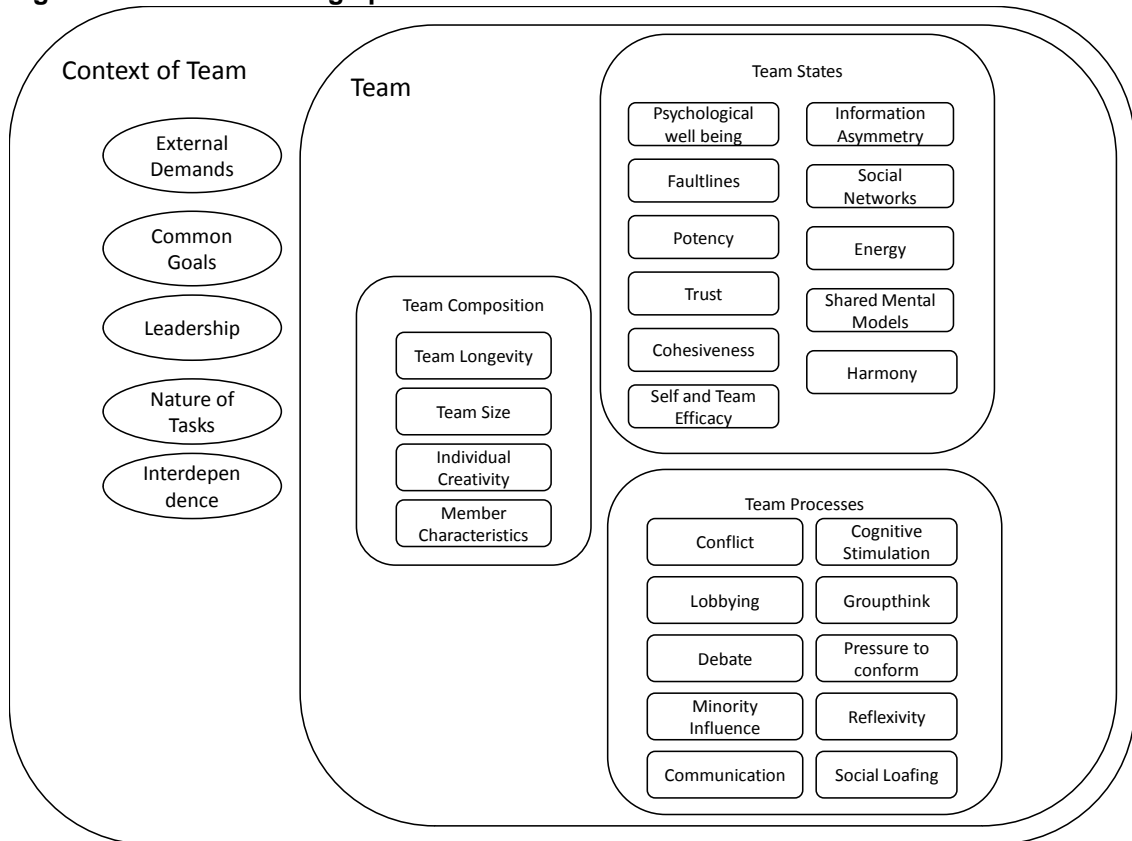 Context of Team
External
Demands
Common
Goals
Leadership
Nature of
Tasks
Interdepen
dence
Team
Team Composition
Team Longevity
Team Size
Individual
Creativity
Member
Characteristics
Team States
Psychological
well being
Faultlines
Potency
Trust
Cohesiveness
Self and Team
Efficacy
Information
Asymmetry
Social
Networks
Energy
Shared Mental
Models
Harmony
Team Processes
Conflict
Lobbying
Debate
Minority
Influence
Communication
Cognitive
Stimulation
Groupthink
Pressure to
conform
Reflexivity
Social Loafing